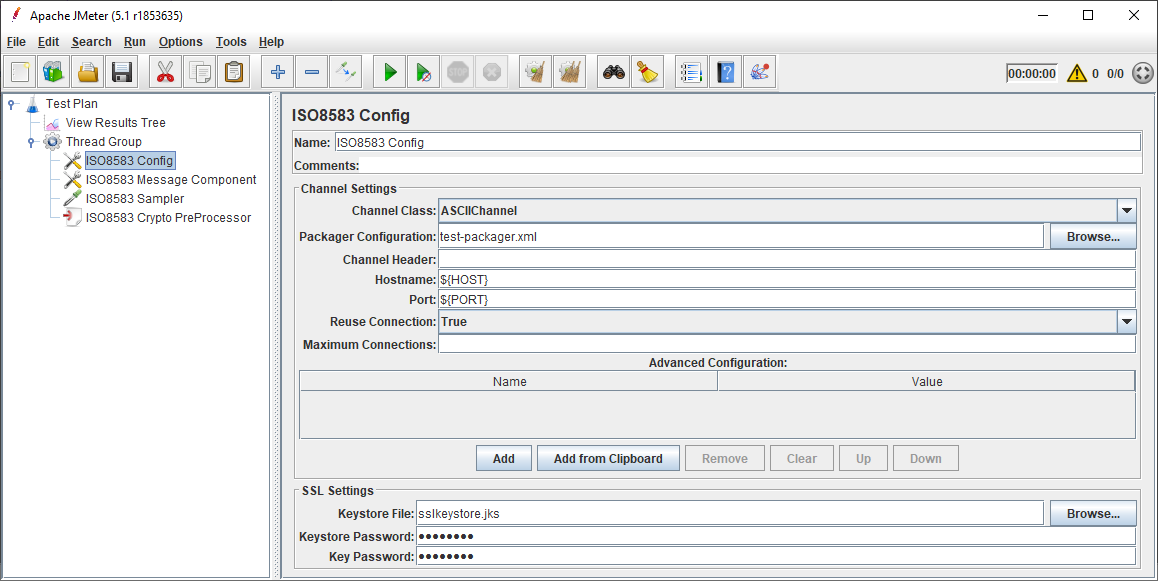 Apache JMeter (5.1 r1853635)
File Edit Search Run Options Tools Help
STOP
00:00:00 0 0/0
Test Plan
View Results Tree
Thread Group
ISO8583 Config
ISO8583 Message Component
ISO8583 Sampler
ISO8583 Crypto PreProcessor
ISO8583 Config
Name: ISO8583 Config
Comments:
Channel Settings
Channel Class: ASCIIChannel
Packager Configuration: test-packager.xml Browse...
Channel Header:
Hostname: ${HOST}
Port: ${PORT}
Reuse Connection: True
Maximum Connections:
Advanced Configuration:
Name Value
Add Add from Clipboard Remove Clear Up Down
SSL Settings
Keystore File: sslkeystore.jks Browse...
Keystore Password: ●●●●●●●●
Key Password: ●●●●●●●●